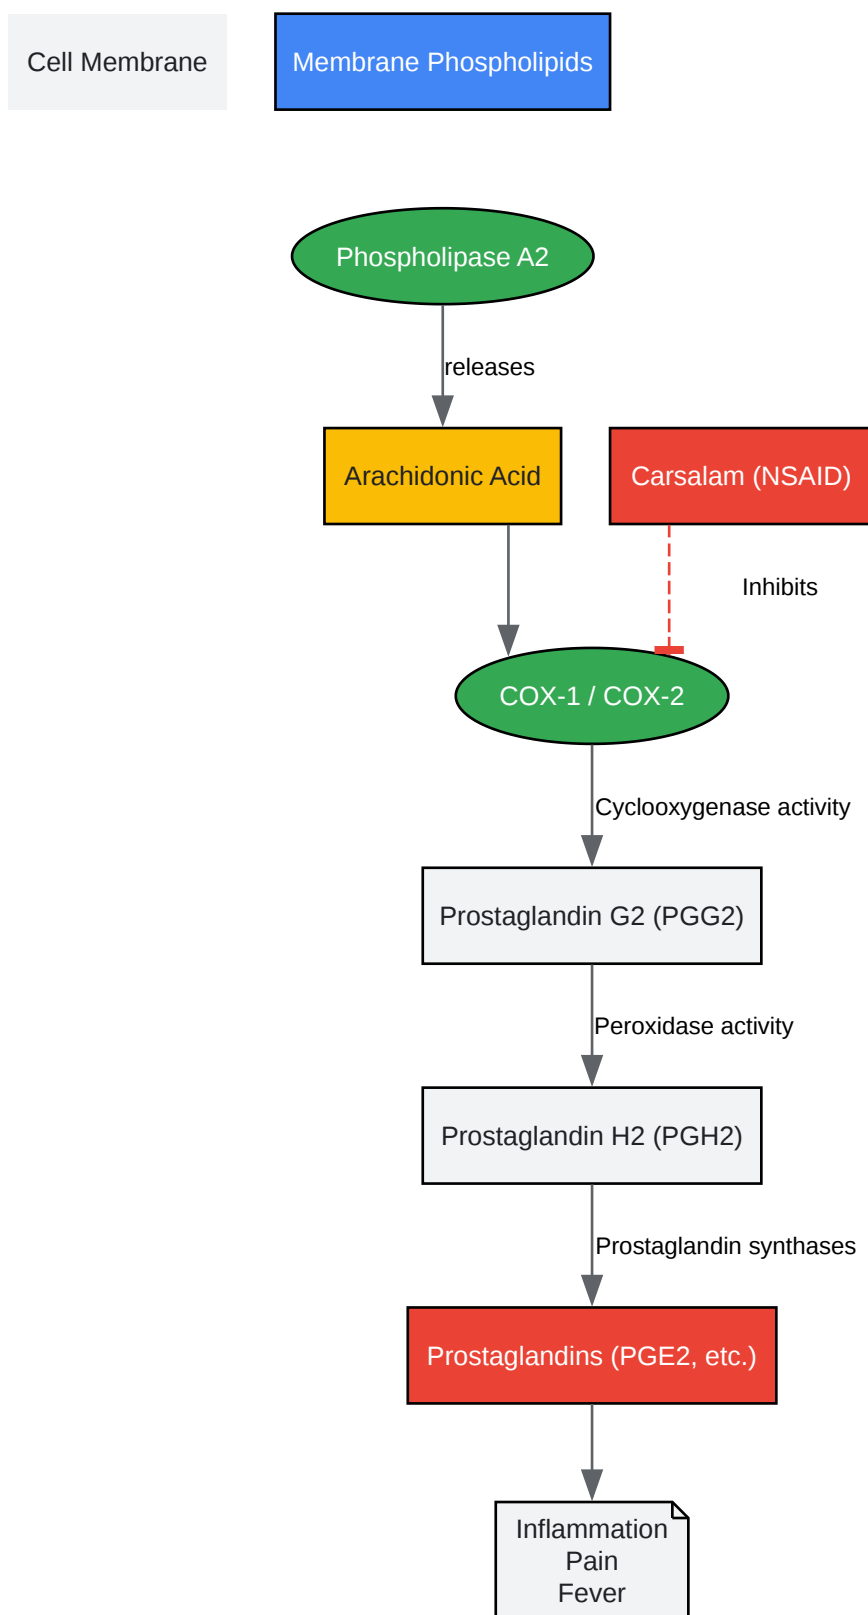 Cell Membrane
Membrane Phospholipids
Phospholipase A2
releases
Arachidonic Acid
Carsalam (NSAID)
Inhibits
COX-1 / COX-2
Cyclooxygenase activity
Prostaglandin G2 (PGG2)
Peroxidase activity
Prostaglandin H2 (PGH2)
Prostaglandin synthases
Prostaglandins (PGE2, etc.)
Inflammation
Pain
Fever